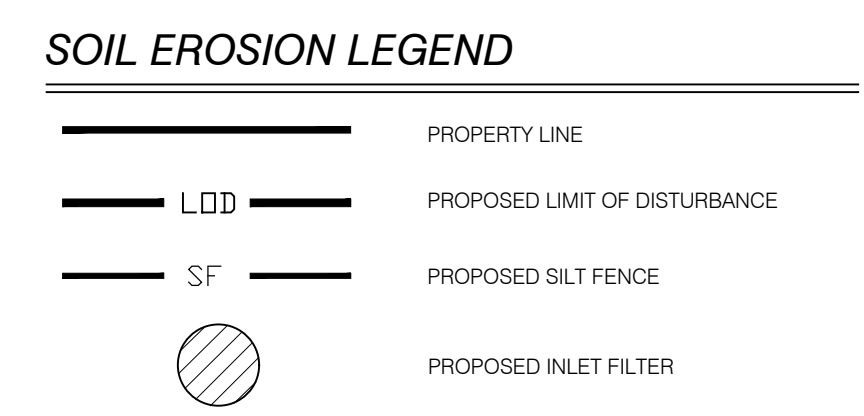 SOIL EROSION LEGEND
PROPERTY LINE
LOD PROPOSED LIMIT OF DISTURBANCE
SF PROPOSED SILT FENCE
PROPOSED INLET FILTER